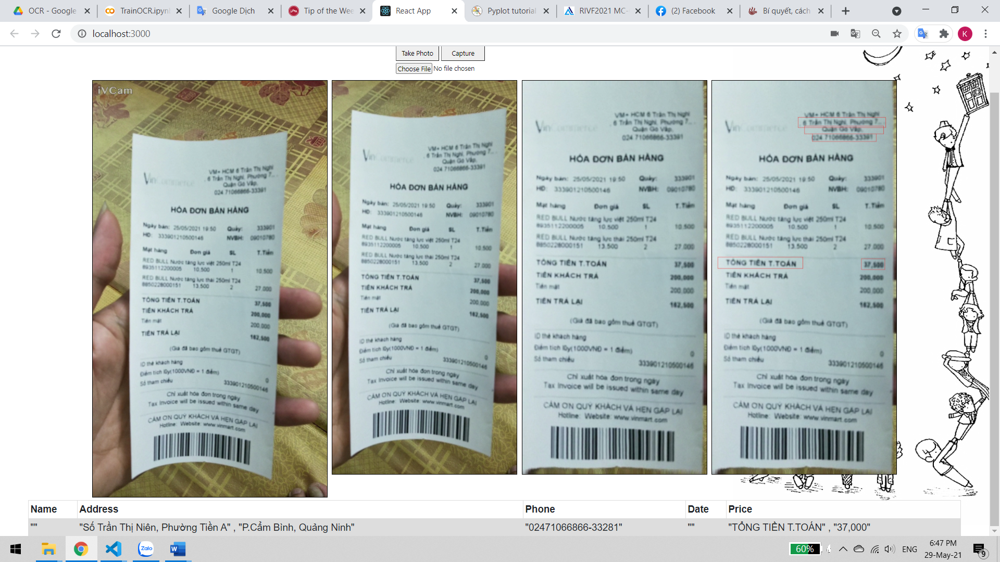 OCR - Google
TrainOCR.ipynl
Google Dịch
Tip of the Wee
React App
Pyplot tutorial
RIVF2021 MC-
(2) Facebook
Bí quyết, cách
localhost:3000
K
Take Photo
Capture
Choose File No file chosen
iVCam
VinCommerce
VM+ HCM 6 Trần Thị Nghỉ
6 Trần Thị Nghỉ, Phường 7...
Quận Gò Vấp,
024.71066866-33391
HÓA ĐƠN BÁN HÀNG
Ngày bán: 25/05/2021 19:50 Quầy: 333901
HD: 333901210500146 NVBH: 09010780
Mặt hàng Đơn giá SL T.Tiền
RED BULL Nước tăng lực việt 250ml T24
8935112200005 10.500 1 10.500
RED BULL Nước tăng lực thái 250ml T24
8850228000151 13.500 2 27.000
TỔNG TIỀN T.TOÁN 37,500
TIỀN KHÁCH TRẢ 200,000
Tiền mặt 200.000
TIỀN TRẢ LẠI 162,500
(Giá đã bao gồm thuế GTGT)
ID thẻ khách hàng
Điểm tích lũy(1000VNĐ = 1 điểm) 0
Số tham chiếu 333901210500146
Chỉ xuất hóa đơn trong ngày
Tax Invoice will be issued within same day
CẢM ƠN QUÝ KHÁCH VÀ HẸN GẶP LẠI
Hotline: Website: www.vinmart.com
VinCommerce
VM+ HCM 6 Trần Thị Nghỉ
6 Trần Thị Nghỉ, Phường 7...
Quận Gò Vấp,
024.71066866-33391
HÓA ĐƠN BÁN HÀNG
Ngày bán: 25/05/2021 19:50 Quầy: 333901
HD: 333901210500146 NVBH: 09010780
Mặt hàng Đơn giá SL T.Tiền
RED BULL Nước tăng lực việt 250ml T24
8935112200005 10.500 1 10.500
RED BULL Nước tăng lực thái 250ml T24
8850228000151 13.500 2 27.000
TỔNG TIỀN T.TOÁN 37,500
TIỀN KHÁCH TRẢ 200,000
Tiền mặt 200.000
TIỀN TRẢ LẠI 162,500
(Giá đã bao gồm thuế GTGT)
ID thẻ khách hàng
Điểm tích lũy(1000VNĐ = 1 điểm) 0
Số tham chiếu 333901210500146
Chỉ xuất hóa đơn trong ngày
Tax Invoice will be issued within same day
CẢM ƠN QUÝ KHÁCH VÀ HẸN GẶP LẠI
Hotline: Website: www.vinmart.com
VinCommerce
VM+ HCM 6 Trần Thị Nghỉ
6 Trần Thị Nghỉ, Phường 7...
Quận Gò Vấp,
024.71066866-33391
HÓA ĐƠN BÁN HÀNG
Ngày bán: 25/05/2021 19:50 Quầy: 333901
HD: 333901210500146 NVBH: 09010780
Mặt hàng Đơn giá SL T.Tiền
RED BULL Nước tăng lực việt 250ml T24
8935112200005 10.500 1 10.500
RED BULL Nước tăng lực thái 250ml T24
8850228000151 13.500 2 27.000
TỔNG TIỀN T.TOÁN 37,500
TIỀN KHÁCH TRẢ 200,000
Tiền mặt 200.000
TIỀN TRẢ LẠI 162,500
(Giá đã bao gồm thuế GTGT)
ID thẻ khách hàng
Điểm tích lũy(1000VNĐ = 1 điểm) 0
Số tham chiếu 333901210500146
Chỉ xuất hóa đơn trong ngày
Tax Invoice will be issued within same day
CẢM ƠN QUÝ KHÁCH VÀ HẸN GẶP LẠI
Hotline: Website: www.vinmart.com
VinCommerce
VM+ HCM 6 Trần Thị Nghỉ
6 Trần Thị Nghỉ, Phường 7...
Quận Gò Vấp,
024.71066866-33391
HÓA ĐƠN BÁN HÀNG
Ngày bán: 25/05/2021 19:50 Quầy: 333901
HD: 333901210500146 NVBH: 09010780
Mặt hàng Đơn giá SL T.Tiền
RED BULL Nước tăng lực việt 250ml T24
8935112200005 10.500 1 10.500
RED BULL Nước tăng lực thái 250ml T24
8850228000151 13.500 2 27.000
TỔNG TIỀN T.TOÁN 37,500
TIỀN KHÁCH TRẢ 200,000
Tiền mặt 200.000
TIỀN TRẢ LẠI 162,500
(Giá đã bao gồm thuế GTGT)
ID thẻ khách hàng
Điểm tích lũy(1000VNĐ = 1 điểm) 0
Số tham chiếu 333901210500146
Chỉ xuất hóa đơn trong ngày
Tax Invoice will be issued within same day
CẢM ƠN QUÝ KHÁCH VÀ HẸN GẶP LẠI
Hotline: Website: www.vinmart.com
Name Address Phone Date Price
"" "Số Trần Thị Niên, Phường Tiền A" , "P.Cẩm Bình, Quảng Ninh" "02471066866-33281" "" "TỔNG TIỀN T.TOÁN" , "37,000"
Zalo
60%
ENG
6:47 PM
29-May-21
9